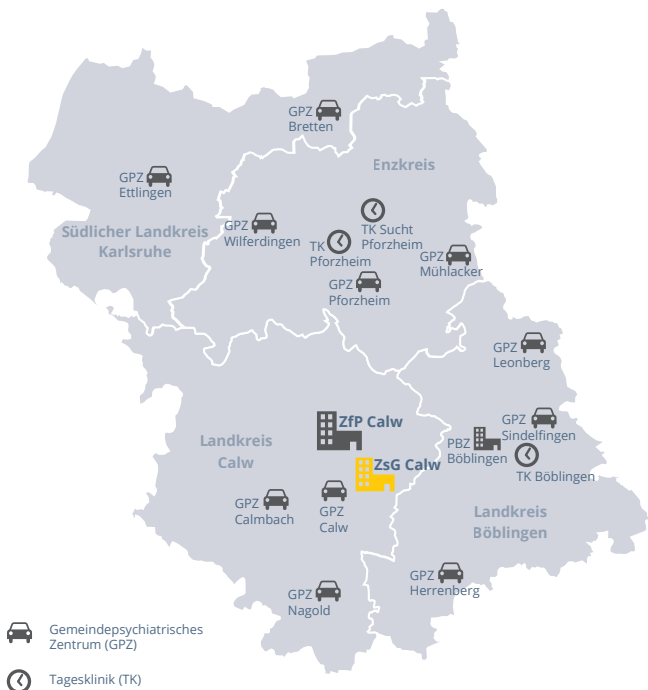 GPZ
Bretten
Enzkreis
GPZ
Ettlingen
Südlicher Landkreis
Karlsruhe
GPZ
Wilferdingen
TK Sucht
Pforzheim
TK
Pforzheim
GPZ
Mühlacker
GPZ
Pforzheim
GPZ
Leonberg
ZfP Calw
GPZ
Sindelfingen
Landkreis
Calw
PBZ
Böblingen
ZsG Calw
TK Böblingen
GPZ
Calmbach
GPZ
Calw
Landkreis
Böblingen
GPZ
Herrenberg
GPZ
Nagold
Gemeindepsychiatrisches
Zentrum (GPZ)
Tagesklinik (TK)